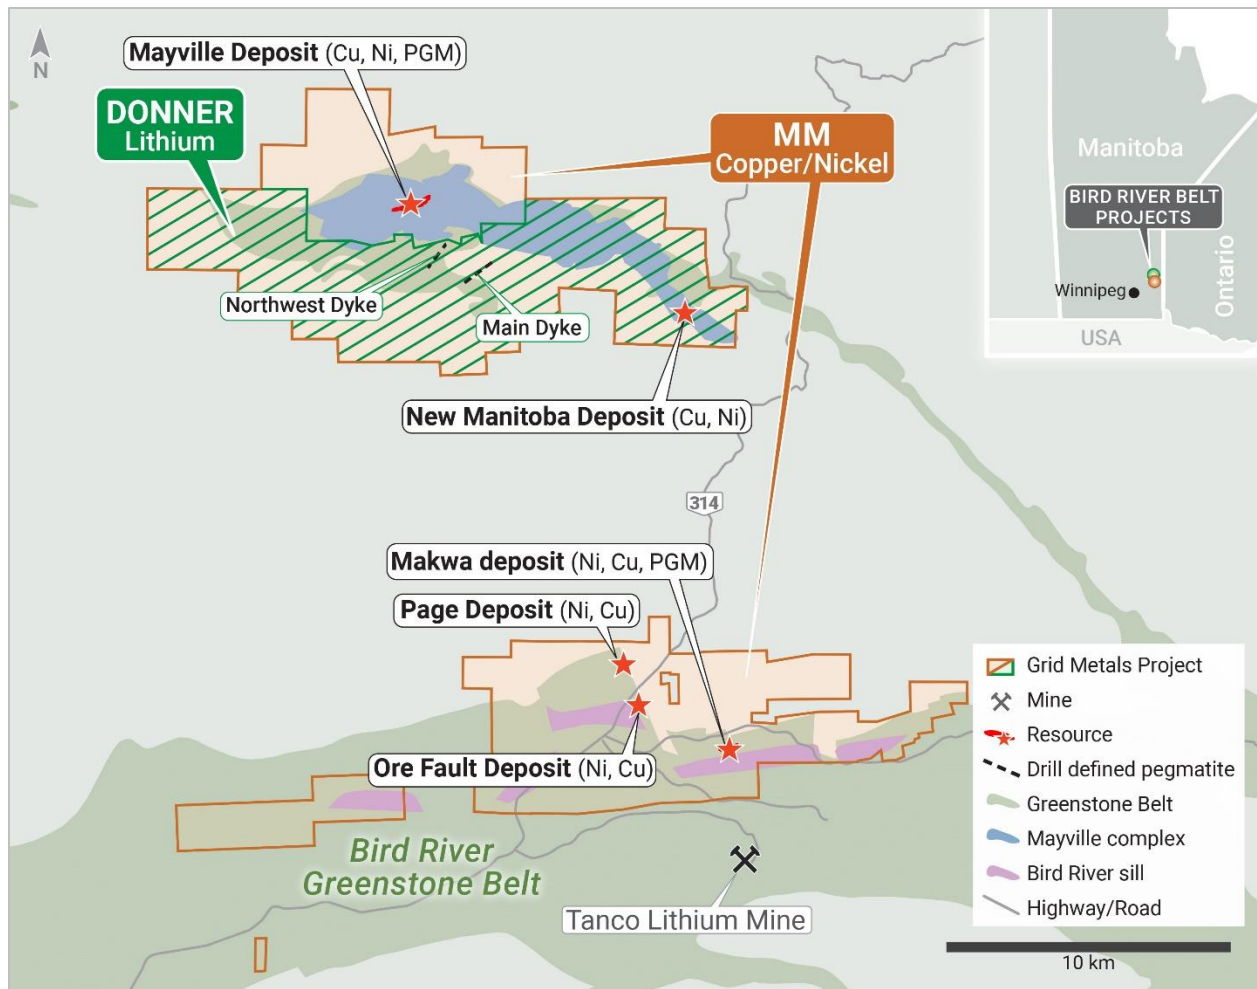 N
Mayville Deposit (Cu, Ni, PGM)
DONNER
Lithium
MM
Copper/Nickel
Manitoba
BIRD RIVER BELT
PROJECTS
Ontario
Winnipeg
USA
Northwest Dyke
Main Dyke
New Manitoba Deposit (Cu, Ni)
314
Makwa deposit (Ni, Cu, PGM)
Page Deposit (Ni, Cu)
Ore Fault Deposit (Ni, Cu)
Bird River
Greenstone Belt
Tanco Lithium Mine
Grid Metals Project
Mine
Resource
Drill defined pegmatite
Greenstone Belt
Mayville complex
Bird River sill
Highway/Road
10 km